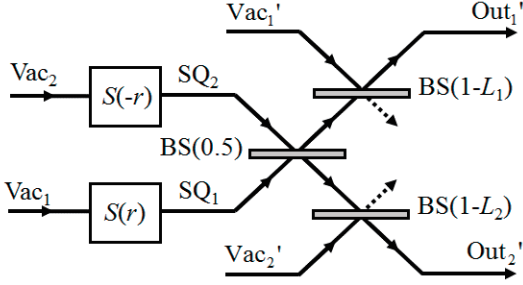 Vac₁' Out₁'
Vac₂ S(-r) SQ₂ BS(1-L₁)
BS(0.5)
Vac₁ S(r) SQ₁ BS(1-L₂)
Vac₂' Out₂'